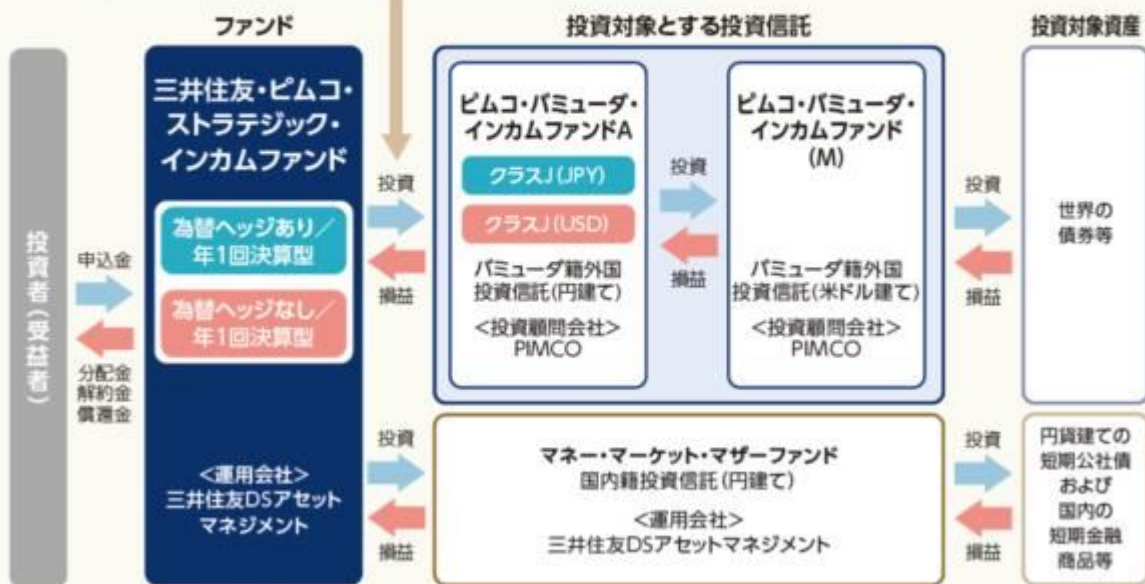 ファンド
投資対象とする投資信託
投資対象資産
投資者(受益者)
申込金
分配金
解約金
償還金
三井住友・ピムコ・
ストラテジック・
インカムファンド
為替ヘッジあり／
年1回決算型
為替ヘッジなし／
年1回決算型
<運用会社>
三井住友DSアセット
マネジメント
投資
損益
ピムコ・バミューダ・
インカムファンドA
クラスJ(JPY)
クラスJ(USD)
バミューダ籍外国
投資信託(円建て)
<投資顧問会社>
PIMCO
投資
損益
ピムコ・バミューダ・
インカムファンド
(M)
バミューダ籍外国
投資信託(米ドル建て)
<投資顧問会社>
PIMCO
投資
損益
世界の
債券等
投資
損益
マネー・マーケット・マザーファンド
国内籍投資信託(円建て)
<運用会社>
三井住友DSアセットマネジメント
投資
損益
円貨建ての
短期公社債
および
国内の
短期金融
商品等